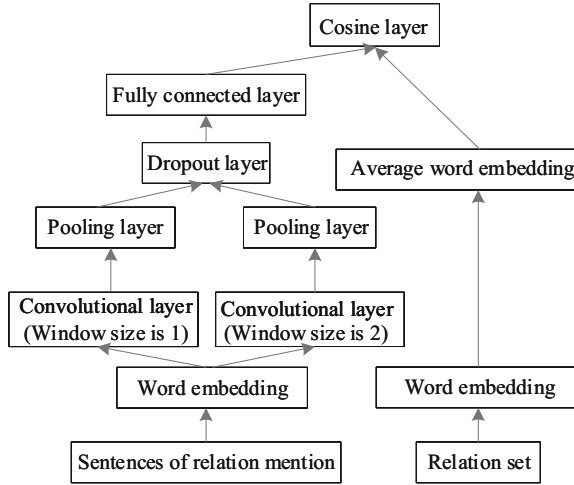 Cosine layer
Fully connected layer
Dropout layer
Average word embedding
Pooling layer
Pooling layer
Convolutional layer
(Window size is 1)
Convolutional layer
(Window size is 2)
Word embedding
Word embedding
Sentences of relation mention
Relation set